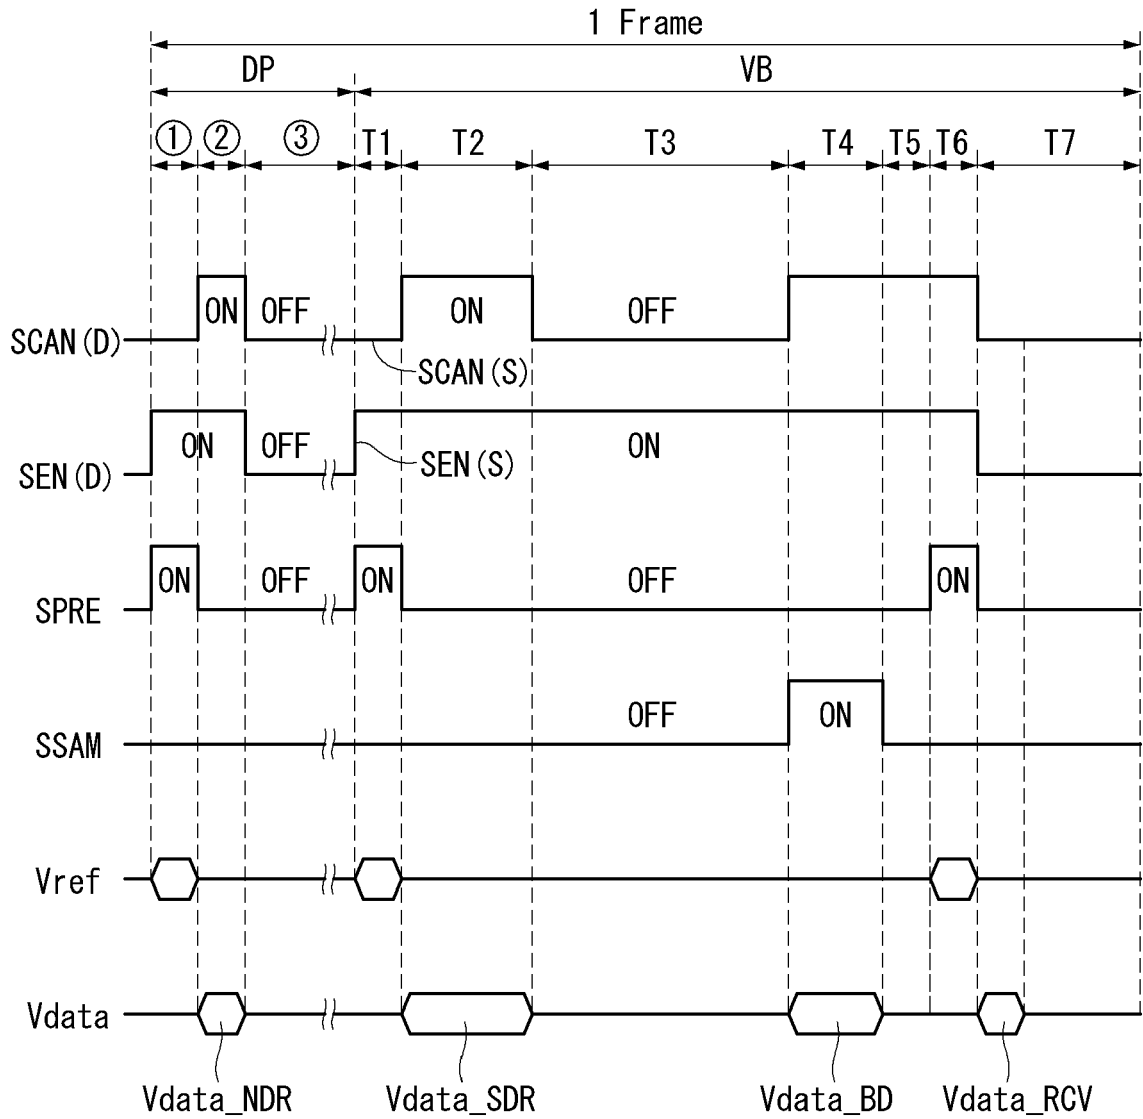 1 Frame
DP VB
① ② ③ T1 T2 T3 T4 T5 T6 T7
ON OFF ON OFF
SCAN(D)
SCAN(S)
ON OFF ON
SEN(S)
SEN(D)
ON OFF ON OFF ON
SPRE
OFF ON
SSAM
Vref
Vdata
Vdata_NDR Vdata_SDR Vdata_BD Vdata_RCV